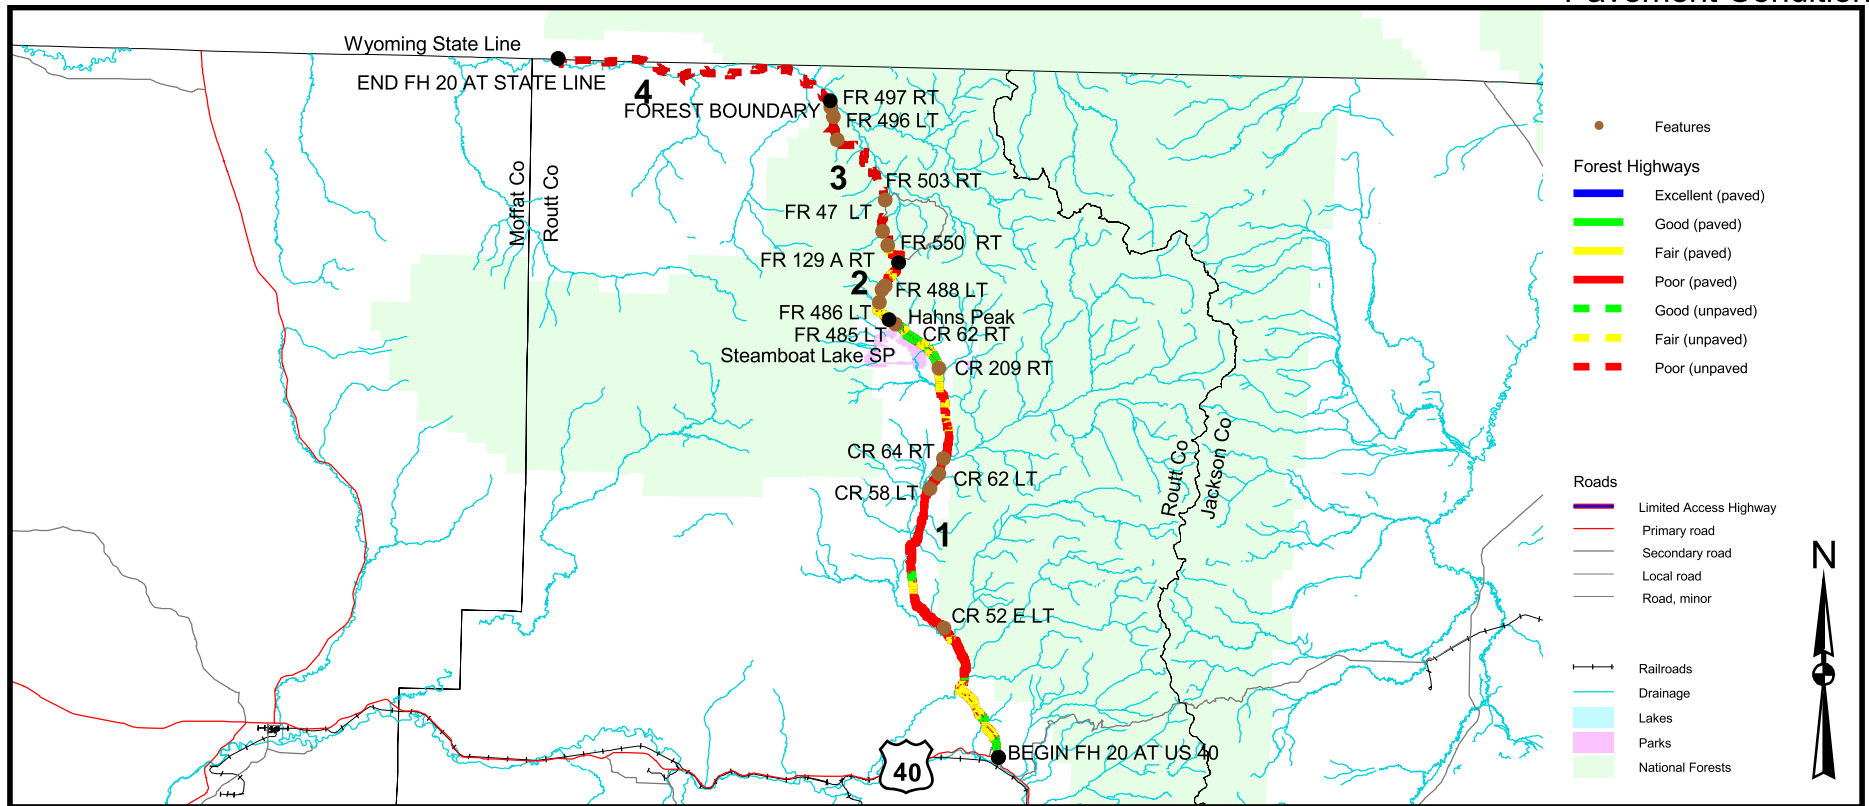 Pavement Condition
Wyoming State Line
END FH 20 AT STATE LINE
4
FOREST BOUNDARY
FR 497 RT
FR 496 LT
3
FR 503 RT
FR 47 LT
Moffat Co
Routt Co
FR 550 RT
FR 129 A RT
2
FR 488 LT
FR 486 LT
Hahns Peak
FR 485 LT
CR 62 RT
Steamboat Lake SP
CR 209 RT
CR 64 RT
CR 62 LT
CR 58 LT
1
Routt Co
Jackson Co
CR 52 E LT
BEGIN FH 20 AT US 40
40
Features
Forest Highways
Excellent (paved)
Good (paved)
Fair (paved)
Poor (paved)
Good (unpaved)
Fair (unpaved)
Poor (unpaved
Roads
Limited Access Highway
Primary road
Secondary road
Local road
Road, minor
Railroads
Drainage
Lakes
Parks
National Forests
N